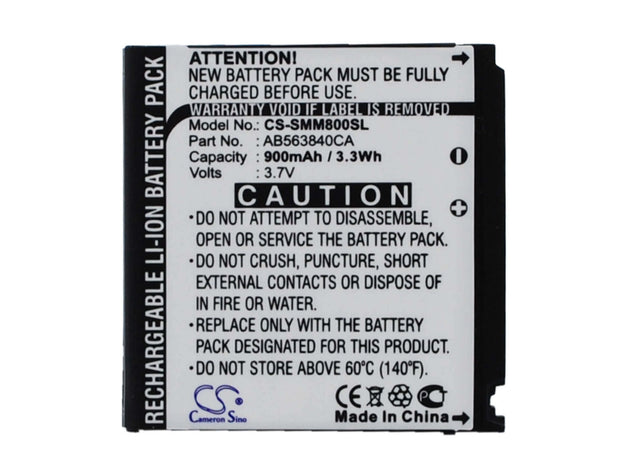 RECHARGEABLE LI-ION BATTERY PACK
ATTENTION!
NEW BATTERY PACK MUST BE FULLY
CHARGED BEFORE USE.
WARRANTY VOID IF LABEL IS REMOVED
Model No.: CS-SMM800SL
Part No. : AB563840CA
Capacity : 900mAh / 3.3Wh
Volts : 3.7V
CAUTION
•DO NOT ATTEMPT TO DISASSEMBLE,
OPEN OR SERVICE THE BATTERY PACK.
•DO NOT CRUSH, PUNCTURE, SHORT
EXTERNAL CONTACTS OR DISPOSE OF
IN FIRE OR WATER.
•REPLACE ONLY WITH THE BATTERY PACK
DESIGNATED FOR THIS PRODUCT.
•DO NOT STORE ABOVE 60°C (140°F)
CS
Cameron Sino
CE
Made In China